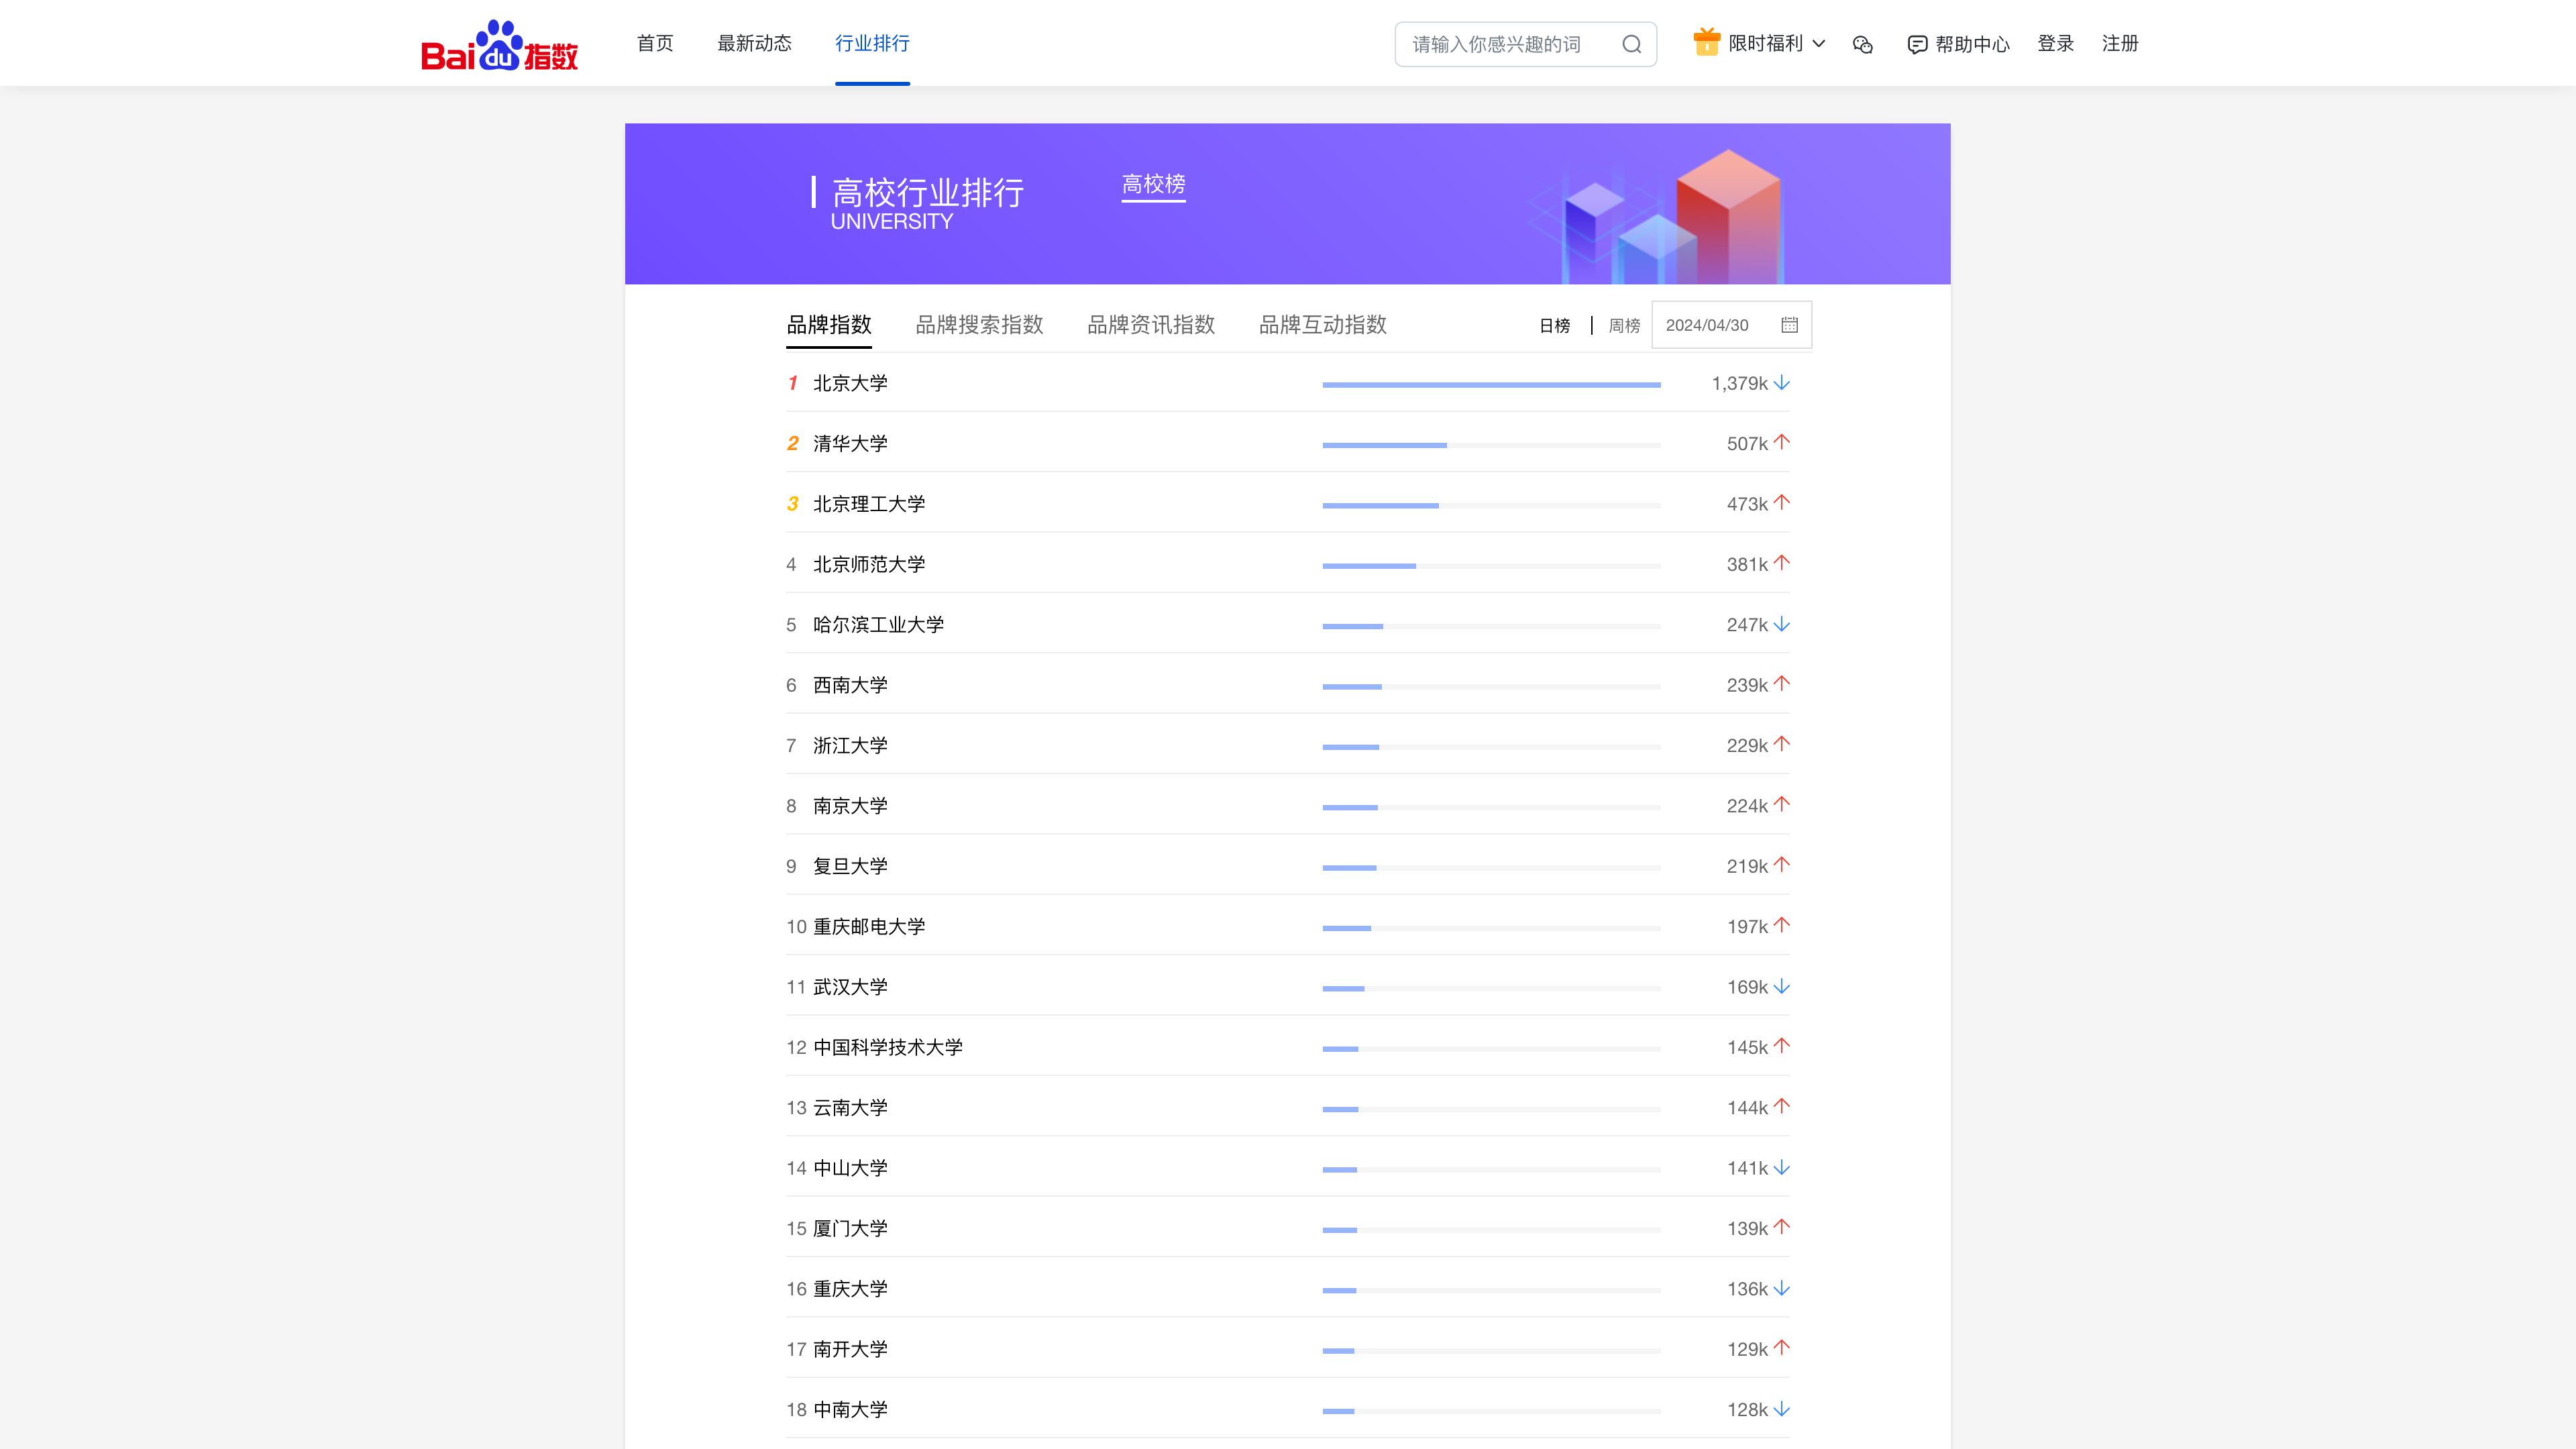 Bai du 指数 首页 最新动态 行业排行 请输入你感兴趣的词 限时福利 帮助中心 登录 注册
高校行业排行 高校榜
UNIVERSITY
品牌指数 品牌搜索指数 品牌资讯指数 品牌互动指数 日榜 周榜 2024/04/30
1 北京大学 1,379k
2 清华大学 507k
3 北京理工大学 473k
4 北京师范大学 381k
5 哈尔滨工业大学 247k
6 西南大学 239k
7 浙江大学 229k
8 南京大学 224k
9 复旦大学 219k
10 重庆邮电大学 197k
11 武汉大学 169k
12 中国科学技术大学 145k
13 云南大学 144k
14 中山大学 141k
15 厦门大学 139k
16 重庆大学 136k
17 南开大学 129k
18 中南大学 128k